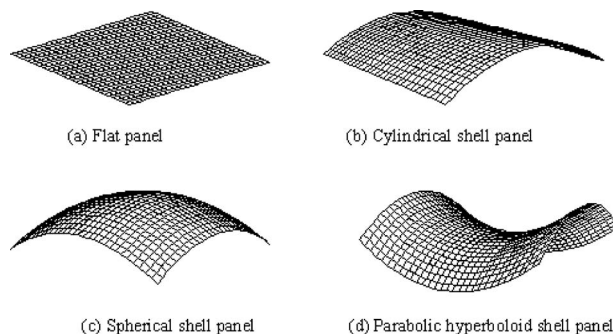 (a) Flat panel
(b) Cylindrical shell panel
(c) Spherical shell panel
(d) Parabolic hyperboloid shell panel